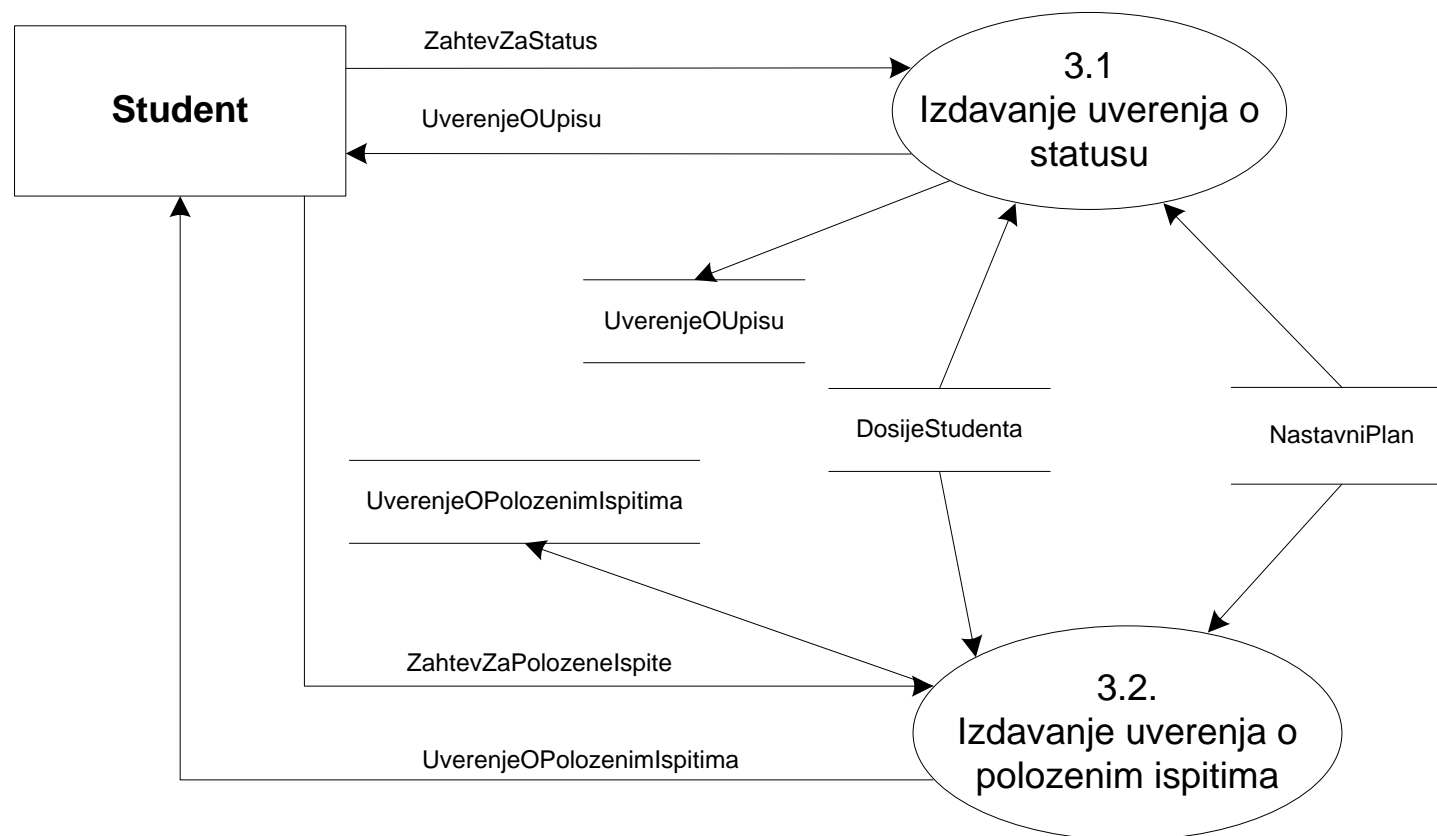 ZahtevZaStatus
Student
UverenjeOUpisu
3.1
Izdavanje uverenja o
statusu
UverenjeOUpisu
DosijeStudenta
NastavniPlan
UverenjeOPolozenimIspitima
ZahtevZaPolozeneIspite
UverenjeOPolozenimIspitima
3.2.
Izdavanje uverenja o
polozenim ispitima